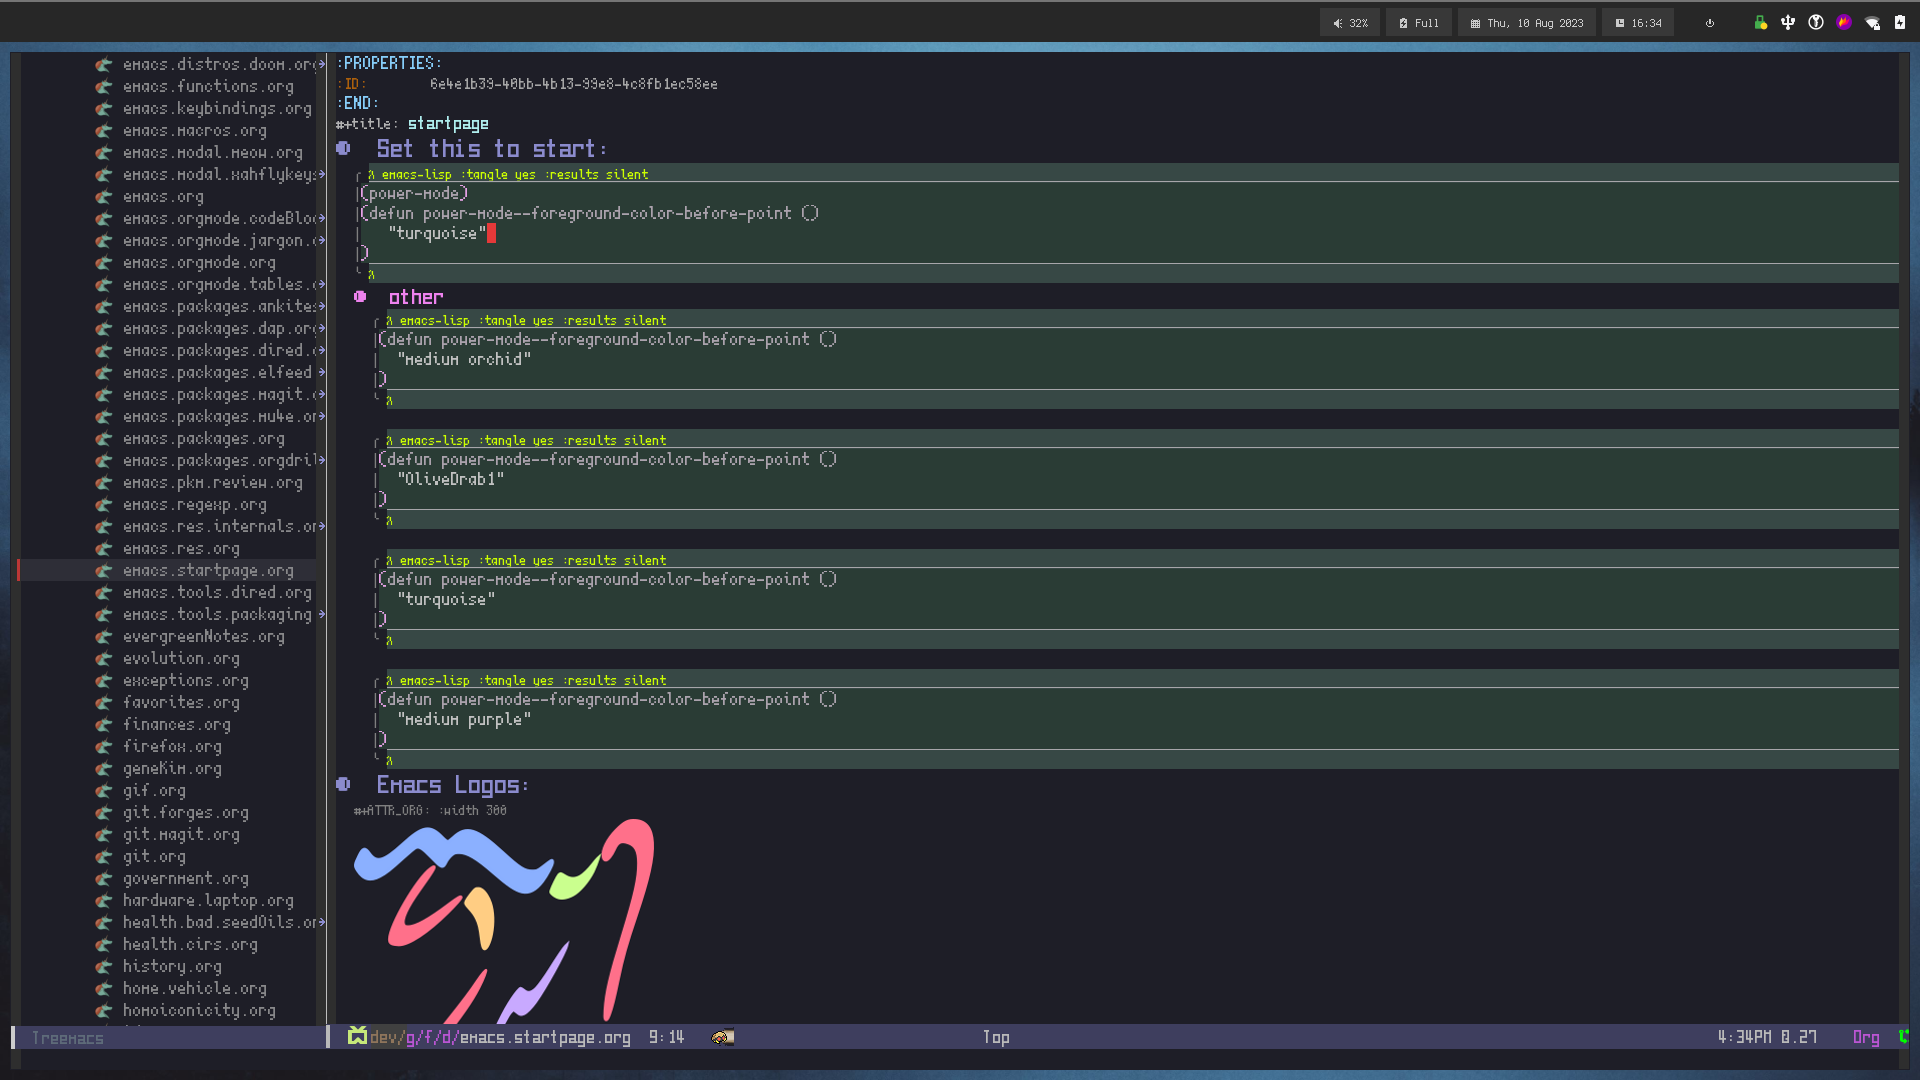 32%
Full
Thu, 10 Aug 2023
16:34
emacs.distros.doom.org
emacs.functions.org
emacs.keybindings.org
emacs.macros.org
emacs.modal.meow.org
emacs.modal.xahflykeys
emacs.org
emacs.orgmode.codeBloc
emacs.orgmode.jargon.o
emacs.orgmode.org
emacs.orgmode.tables.o
emacs.packages.ankites
emacs.packages.dap.org
emacs.packages.dired.o
emacs.packages.elfeed
emacs.packages.magit.o
emacs.packages.mu4e.or
emacs.packages.org
emacs.packages.orgdril
emacs.pkm.review.org
emacs.regexp.org
emacs.res.internals.or
emacs.res.org
emacs.startpage.org
emacs.tools.dired.org
emacs.tools.packaging
evergreenNotes.org
evolution.org
exceptions.org
favorites.org
finances.org
firefox.org
geneKim.org
gif.org
git.forges.org
git.magit.org
git.org
government.org
hardware.laptop.org
health.bad.seedOils.or
health.cirs.org
history.org
home.vehicle.org
homoiconicity.org
Treemacs
:PROPERTIES:
:ID: 6e4e1b39-40bb-4b13-99e8-4c8fb1ec58ee
:END:
#+title: startpage
Set this to start:
λ emacs-lisp :tangle yes :results silent
(power-mode)
(defun power-mode--foreground-color-before-point ()
"turquoise"
)
λ
other
λ emacs-lisp :tangle yes :results silent
(defun power-mode--foreground-color-before-point ()
"medium orchid"
)
λ
λ emacs-lisp :tangle yes :results silent
(defun power-mode--foreground-color-before-point ()
"OliveDrab1"
)
λ
λ emacs-lisp :tangle yes :results silent
(defun power-mode--foreground-color-before-point ()
"turquoise"
)
λ
λ emacs-lisp :tangle yes :results silent
(defun power-mode--foreground-color-before-point ()
"medium purple"
)
λ
Emacs Logos:
#+ATTR_ORG: :width 300
dev/g/f/d/emacs.startpage.org 9:14 Top 4:34PM 0.27 Org